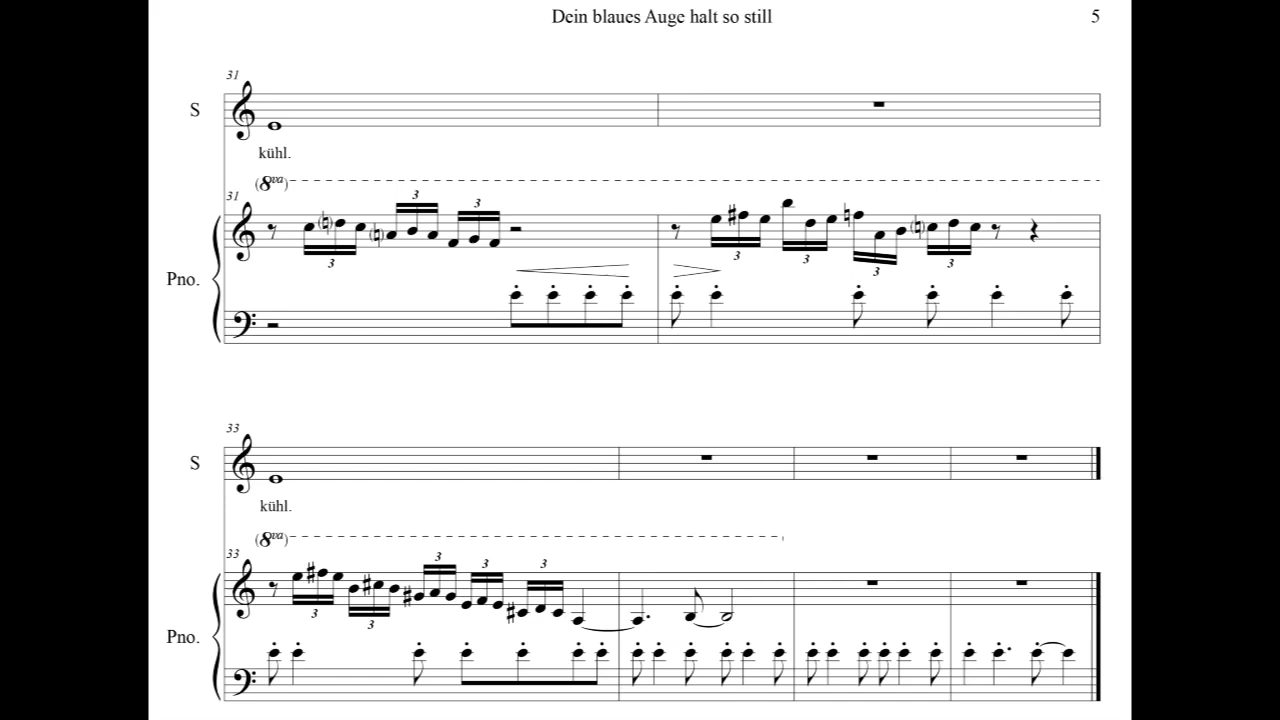 Dein blaues Auge halt so still 5
31
S
kühl.
(8va)
31
3 3
3 3 3 3
Pno.
33
S
kühl.
(8va)
33
3 3 3
3 3
Pno.